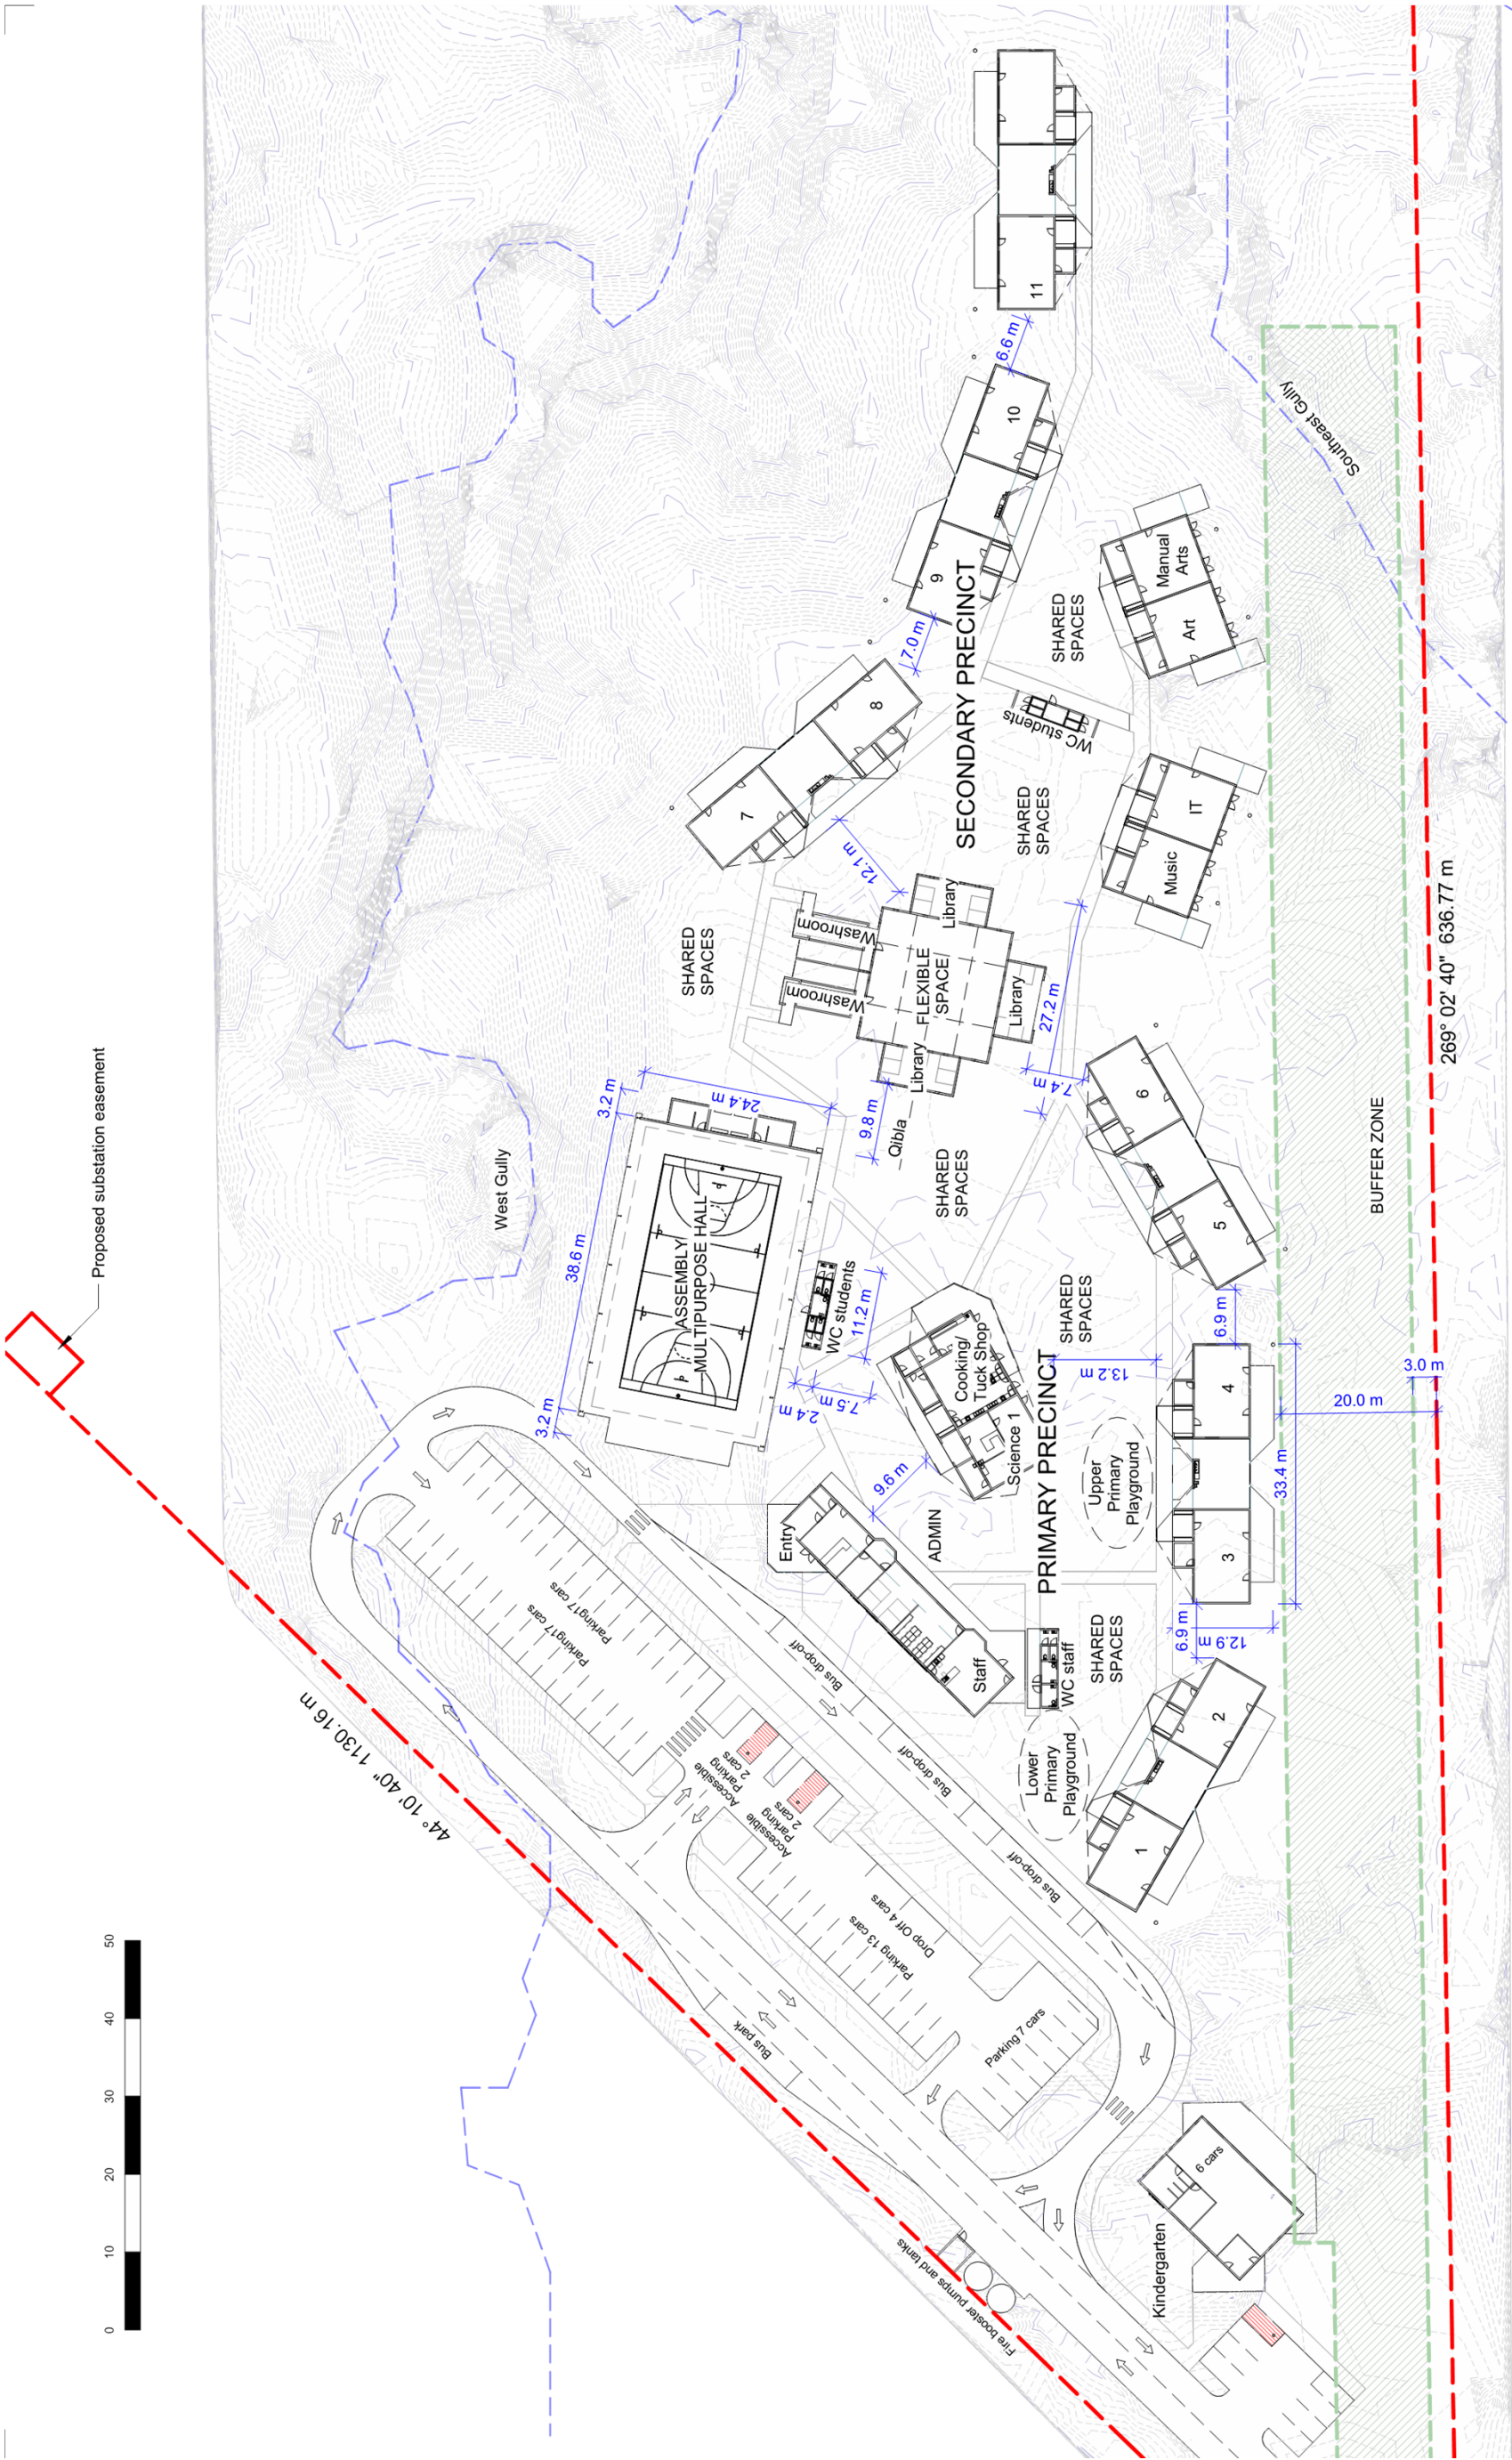 Proposed substation easement
West Gully
Southeast Gully
44° 10' 40" 1130.16 m
269° 02' 40" 636.77 m
BUFFER ZONE
11
6.6 m
10
9
7.0 m
SECONDARY PRECINCT
SHARED
SPACES
Manual
Arts
Art
8
7
WC students
SHARED
SPACES
IT
Music
12.1 m
SHARED
SPACES
Washroom
Washroom
Library
FLEXIBLE
SPACE
Library
Library
27.2 m
7.4 m
9.8 m
Qibla
3.2 m
24.4 m
38.6 m
3.2 m
ASSEMBLY
MULTIPURPOSE HALL
WC students
11.2 m
2.4 m
7.5 m
SHARED
SPACES
6
5
6.9 m
SHARED
SPACES
13.2 m
Cooking/
Tuck Shop
Science 1
9.6 m
PRIMARY PRECINCT
Upper
Primary
Playground
4
3
33.4 m
3.0 m
20.0 m
6.9 m
12.9 m
Entry
ADMIN
Staff
WC staff
SHARED
SPACES
Lower
Primary
Playground
2
1
Parking17 cars
Parking17 cars
Bus drop-off
Bus drop-off
Bus drop-off
Accessible
Parking
2 cars
Accessible
Parking
2 cars
Drop Off 4 cars
Parking 13 cars
Parking 7 cars
Bus park
Fire booster pumps and tanks
Kindergarten
6 cars
0
10
20
30
40
50